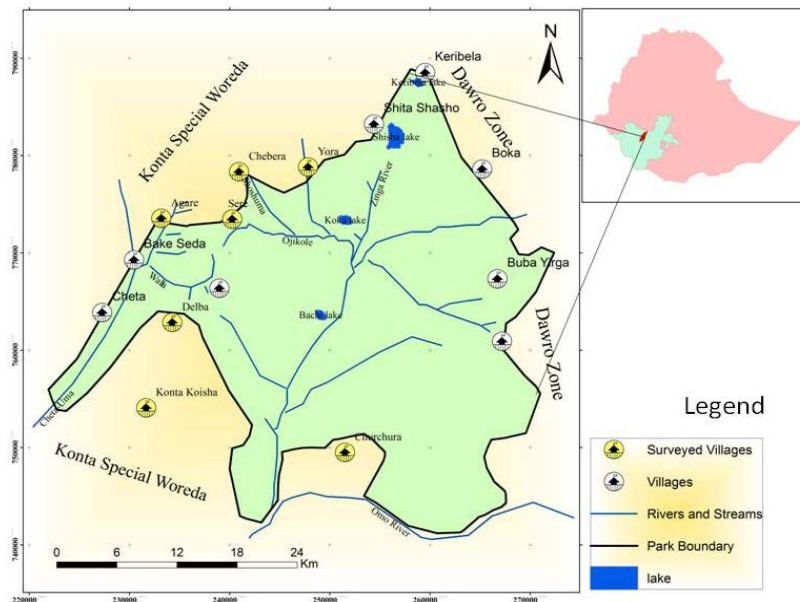 N
Keribela
Keribela lake
Dawro Zone
Shita Shasho
Shisha lake
Konta Special Woreda
Chebera
Yora
Boka
Shoshuma
Zinga River
Agare
Sere
Koka lake
Ojikole
Bake Seda
Buba Yirga
Walla
Cheta
Delba
Bachi lake
Dawro Zone
Konta Koisha
Cheta Uma
Churchura
Konta Special Woreda
Omo River
790000
780000
770000
760000
750000
740000
0 6 12 18 24
Km
220000 230000 240000 250000 260000 270000
Legend
Surveyed Villages
Villages
Rivers and Streams
Park Boundary
lake